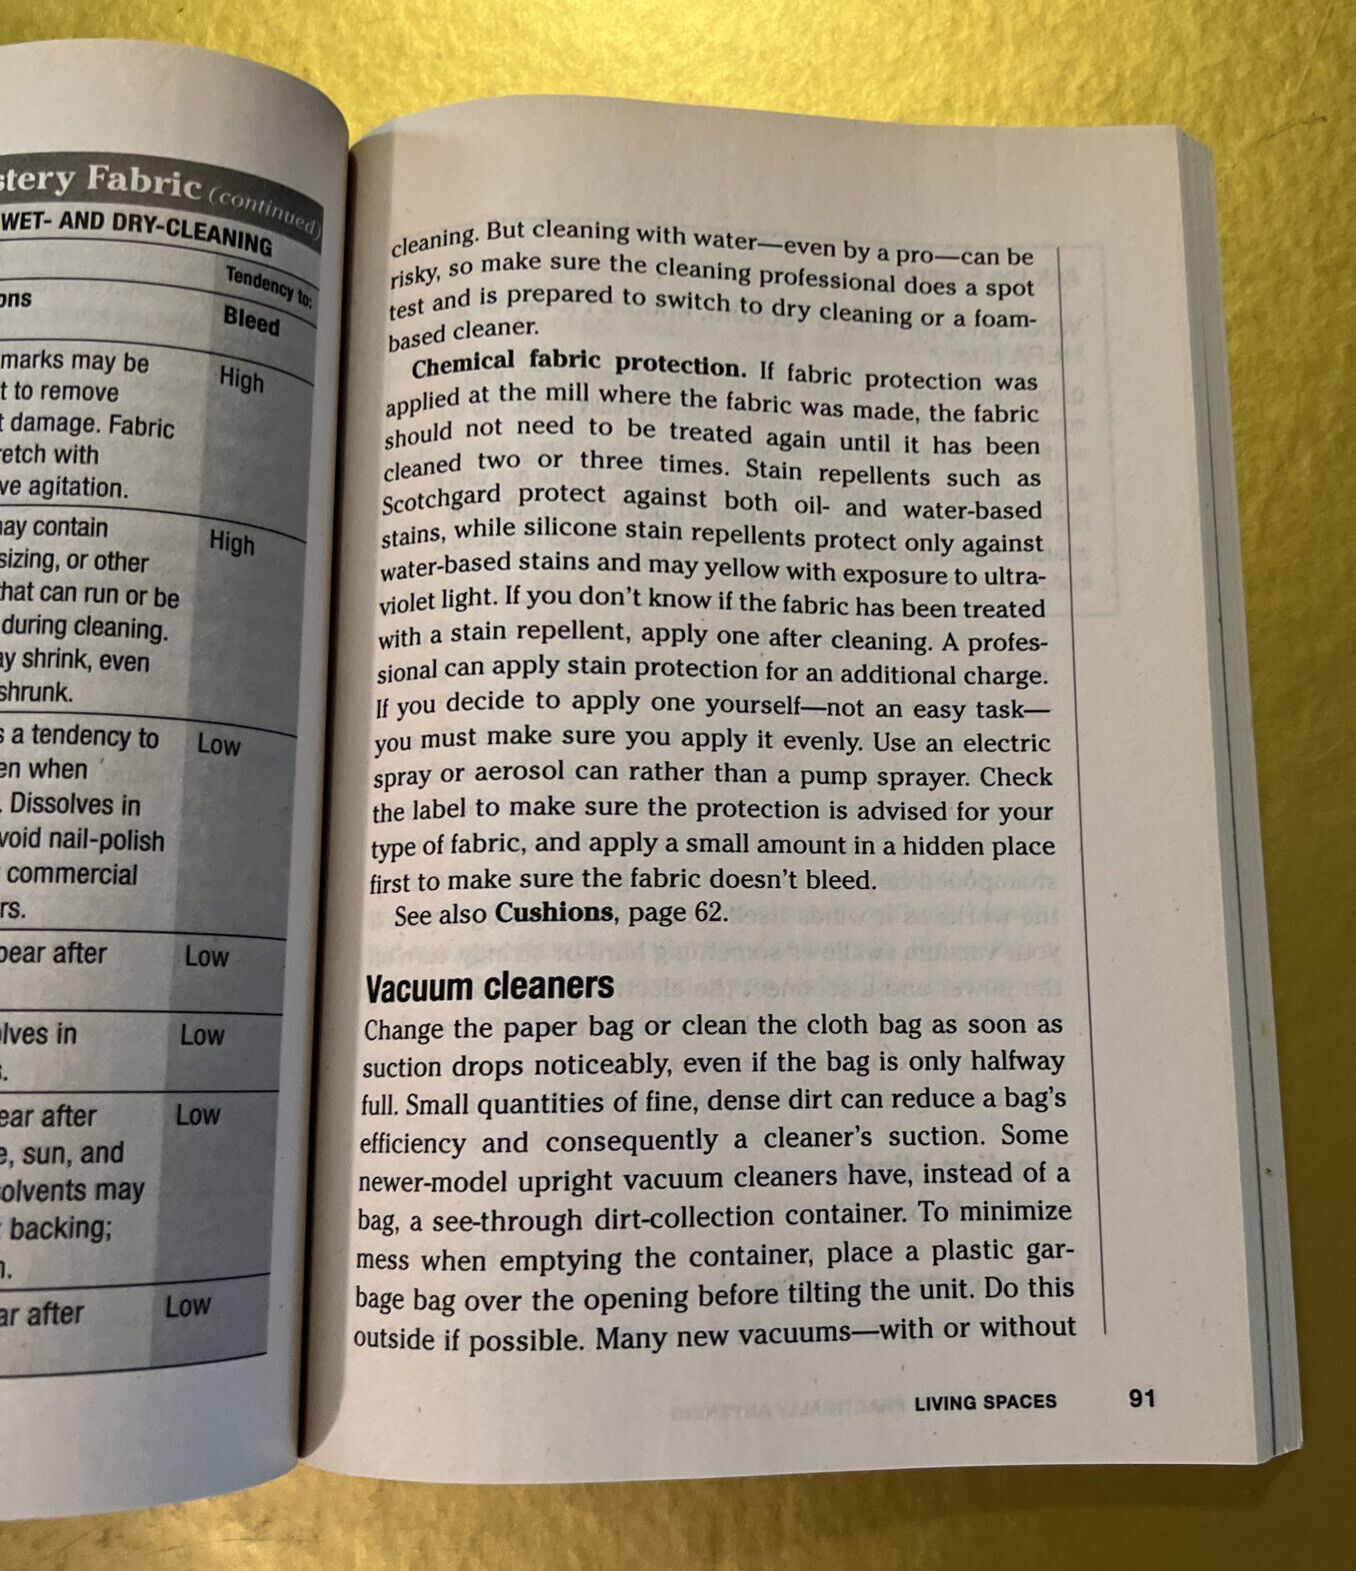 Fabric (continued)
WET- AND DRY-CLEANING
Tendency to:
Bleed
marks may be
High
to remove
damage. Fabric
with
agitation.
contain
High
sizing, or other
that can run or be
during cleaning.
shrink, even
shrunk.
a tendency to
Low
when
Dissolves in
nail-polish
commercial
after
Low
in
Low
after
Low
sun, and
may
backing;
after
Low
cleaning. But cleaning with water—even by a pro—can be
risky, so make sure the cleaning professional does a spot
test and is prepared to switch to dry cleaning or a foam-
based cleaner.
Chemical fabric protection. If fabric protection was
applied at the mill where the fabric was made, the fabric
should not need to be treated again until it has been
cleaned two or three times. Stain repellents such as
Scotchgard protect against both oil- and water-based
stains, while silicone stain repellents protect only against
water-based stains and may yellow with exposure to ultra-
violet light. If you don't know if the fabric has been treated
with a stain repellent, apply one after cleaning. A profes-
sional can apply stain protection for an additional charge.
If you decide to apply one yourself—not an easy task—
you must make sure you apply it evenly. Use an electric
spray or aerosol can rather than a pump sprayer. Check
the label to make sure the protection is advised for your
type of fabric, and apply a small amount in a hidden place
first to make sure the fabric doesn't bleed.
See also Cushions, page 62.
Vacuum cleaners
Change the paper bag or clean the cloth bag as soon as
suction drops noticeably, even if the bag is only halfway
full. Small quantities of fine, dense dirt can reduce a bag's
efficiency and consequently a cleaner's suction. Some
newer-model upright vacuum cleaners have, instead of a
bag, a see-through dirt-collection container. To minimize
mess when emptying the container, place a plastic gar-
bage bag over the opening before tilting the unit. Do this
outside if possible. Many new vacuums—with or without
LIVING SPACES 91